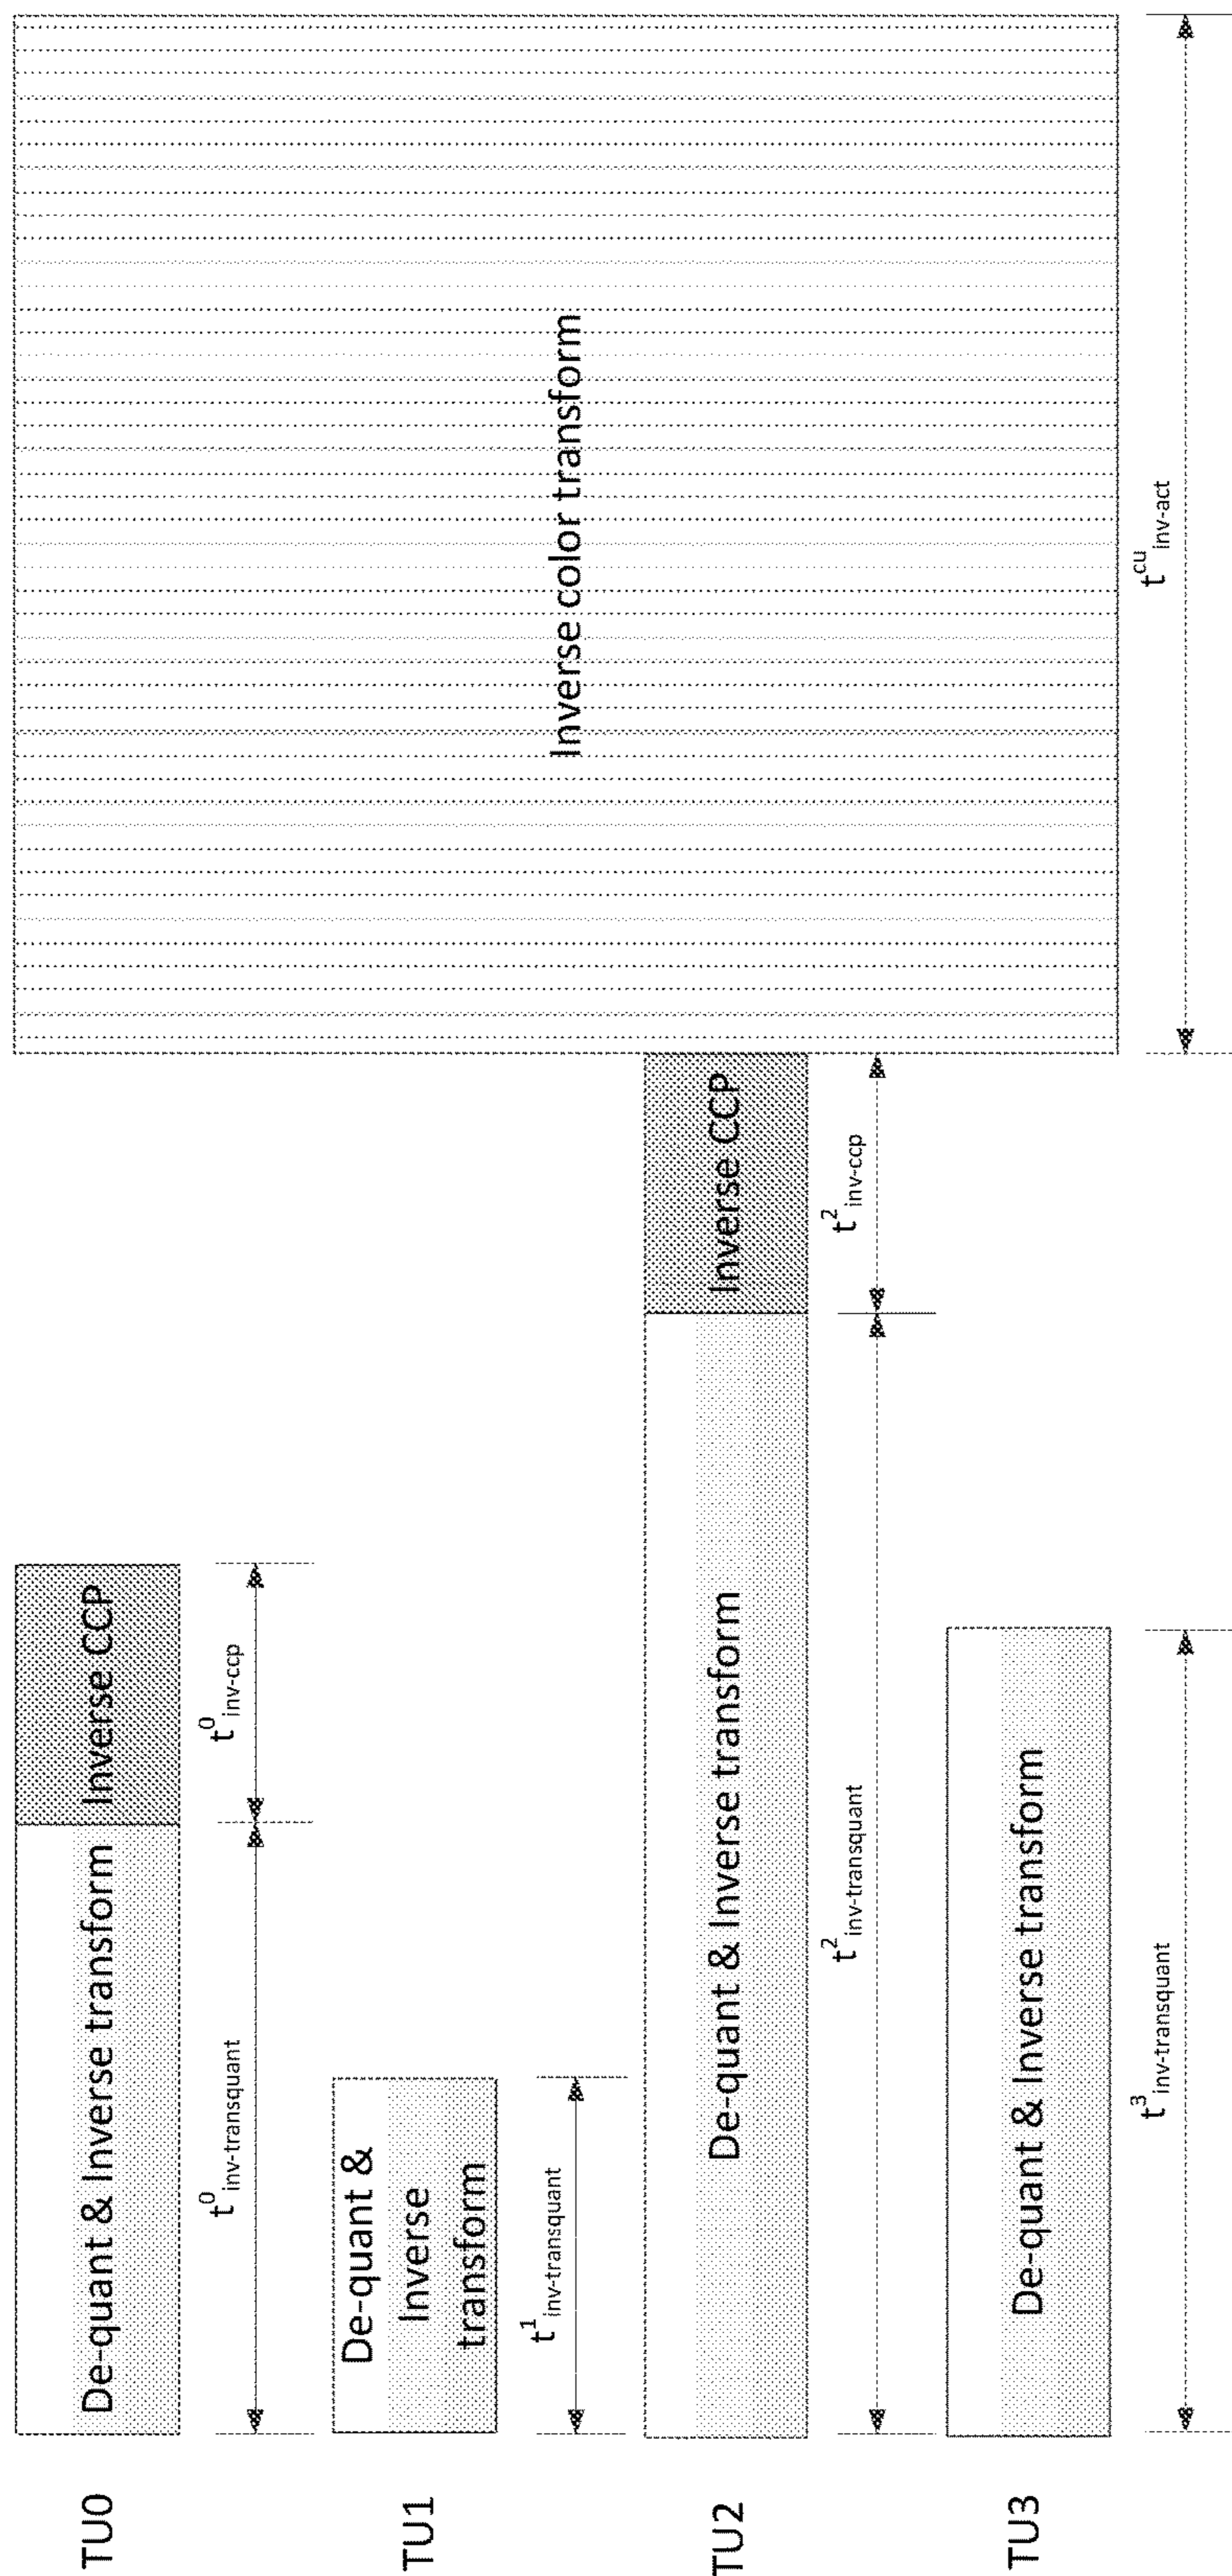 TU0
De-quant & Inverse transform
Inverse CCP
t⁰inv-transquant
t⁰inv-ccp
TU1
De-quant &
Inverse
transform
t¹inv-transquant
TU2
De-quant & Inverse transform
Inverse CCP
t²inv-transquant
t²inv-ccp
TU3
De-quant & Inverse transform
t³inv-transquant
Inverse color transform
tᶜᵘinv-act